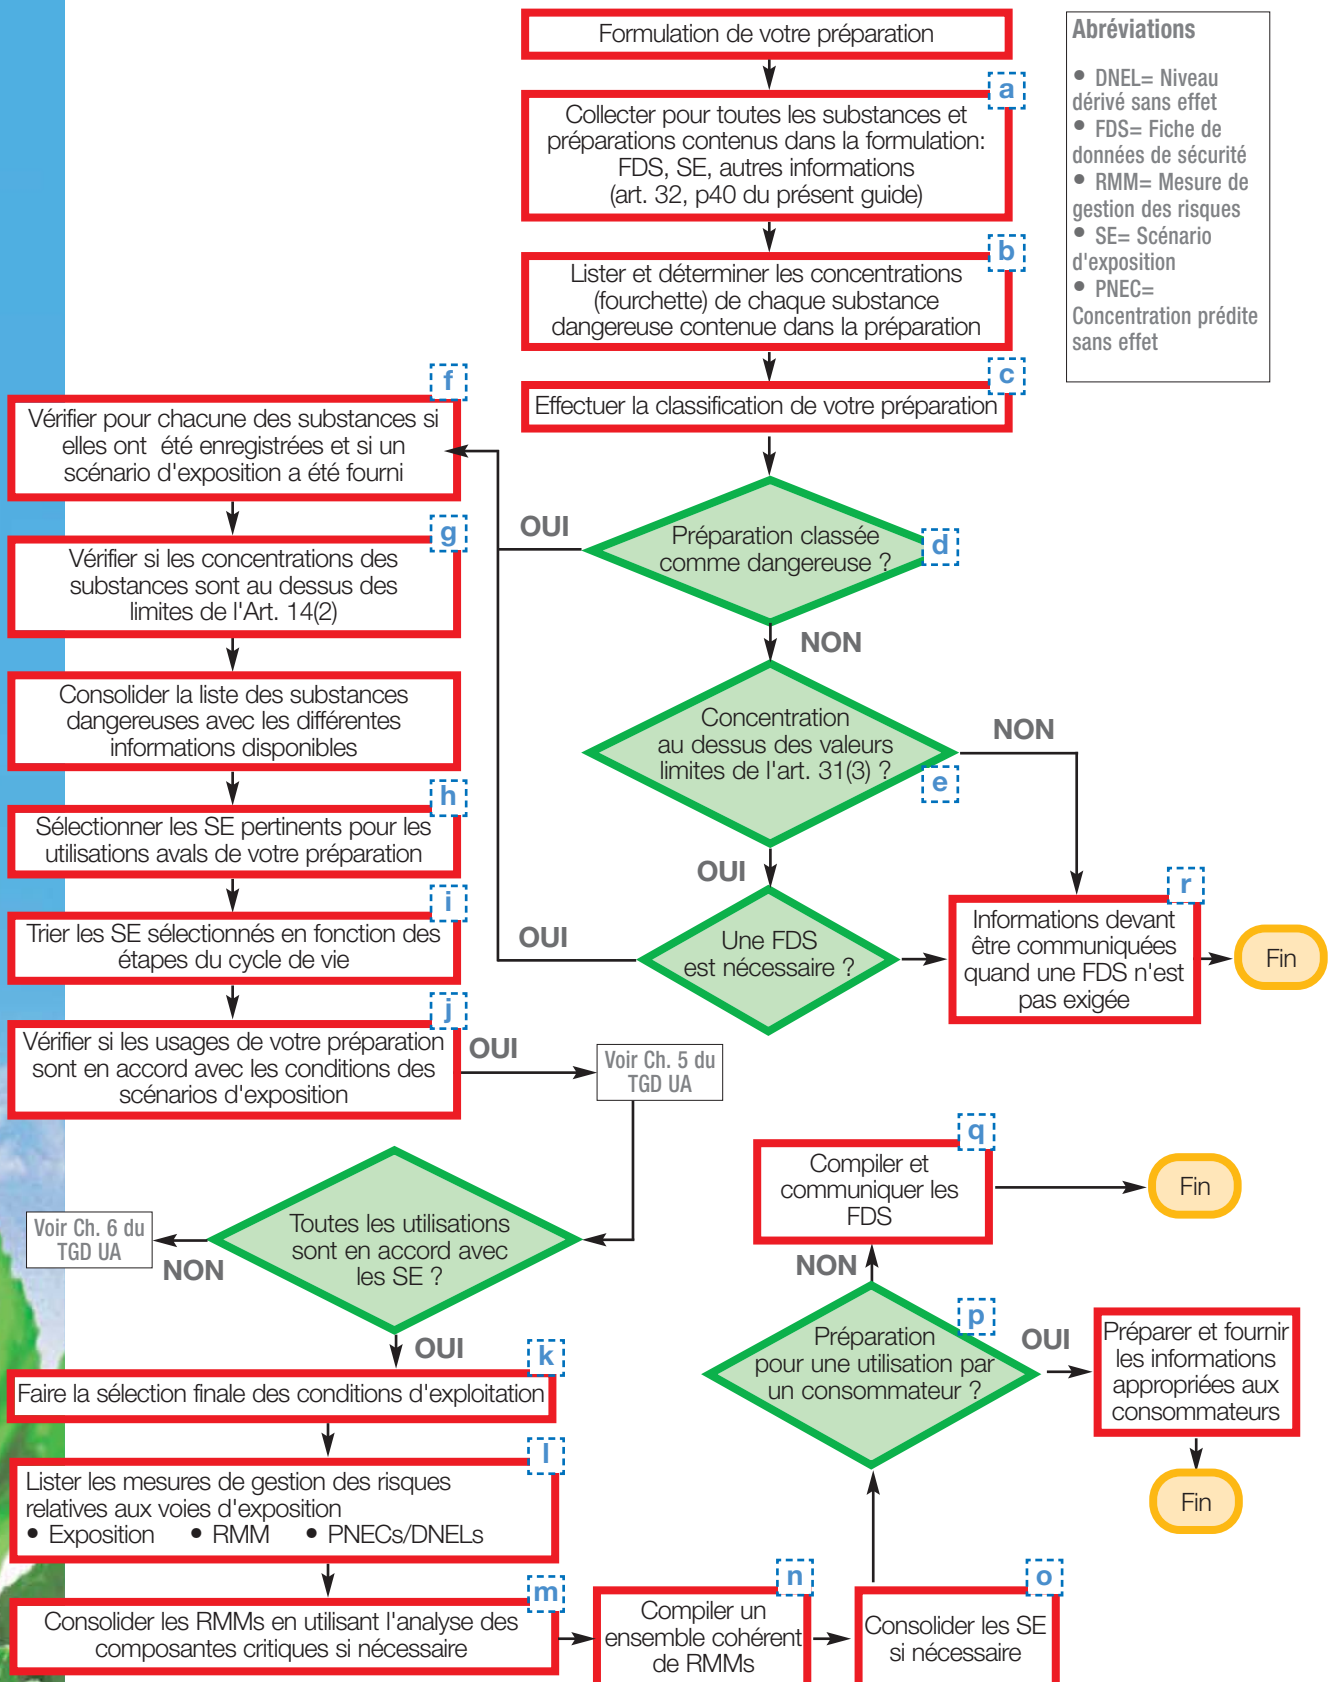 Formulation de votre préparation
a
Collecter pour toutes les substances et
préparations contenus dans la formulation:
FDS, SE, autres informations
(art. 32, p40 du présent guide)
b
Lister et déterminer les concentrations
(fourchette) de chaque substance
dangereuse contenue dans la préparation
c
Effectuer la classification de votre préparation
Abréviations
• DNEL= Niveau
dérivé sans effet
• FDS= Fiche de
données de sécurité
• RMM= Mesure de
gestion des risques
• SE= Scénario
d'exposition
• PNEC=
Concentration prédite
sans effet
d
Préparation classée
comme dangereuse ?
OUI
NON
Concentration
au dessus des valeurs
limites de l'art. 31(3) ?
e
NON
OUI
Une FDS
est nécessaire ?
OUI
r
Informations devant
être communiquées
quand une FDS n'est
pas exigée
Fin
f
Vérifier pour chacune des substances si
elles ont été enregistrées et si un
scénario d'exposition a été fourni
g
Vérifier si les concentrations des
substances sont au dessus des
limites de l'Art. 14(2)
Consolider la liste des substances
dangereuses avec les différentes
informations disponibles
h
Sélectionner les SE pertinents pour les
utilisations avals de votre préparation
i
Trier les SE sélectionnés en fonction des
étapes du cycle de vie
j
Vérifier si les usages de votre préparation
sont en accord avec les conditions des
scénarios d'exposition
OUI
Voir Ch. 5 du
TGD UA
Toutes les utilisations
sont en accord avec
les SE ?
NON
Voir Ch. 6 du
TGD UA
OUI
k
Faire la sélection finale des conditions d'exploitation
l
Lister les mesures de gestion des risques
relatives aux voies d'exposition
• Exposition • RMM • PNECs/DNELs
m
Consolider les RMMs en utilisant l'analyse des
composantes critiques si nécessaire
n
Compiler un
ensemble cohérent
de RMMs
o
Consolider les SE
si nécessaire
p
Préparation
pour une utilisation par
un consommateur ?
NON
q
Compiler et
communiquer les
FDS
Fin
OUI
Préparer et fournir
les informations
appropriées aux
consommateurs
Fin